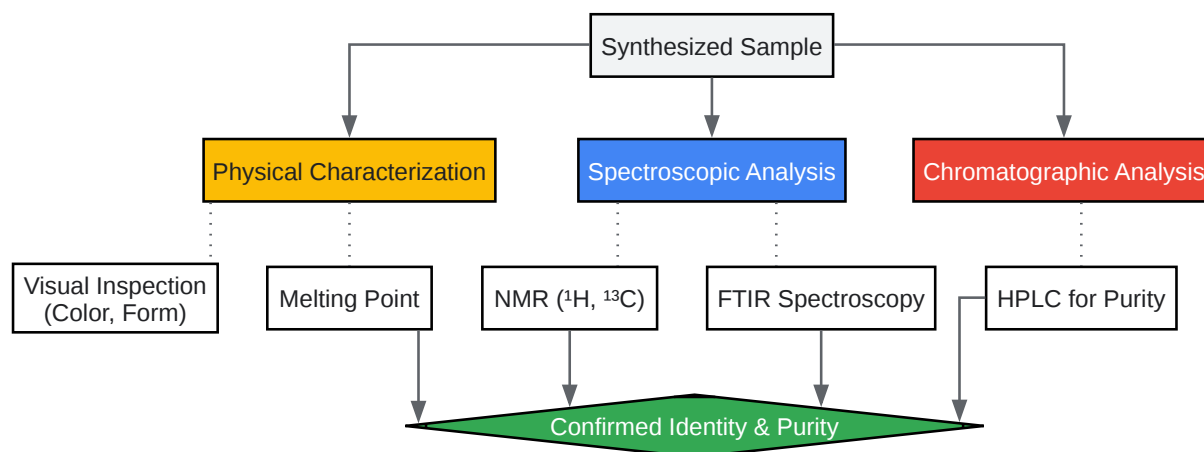 Synthesized Sample
Physical Characterization
Spectroscopic Analysis
Chromatographic Analysis
Visual Inspection
(Color, Form)
Melting Point
NMR (¹H, ¹³C)
FTIR Spectroscopy
HPLC for Purity
Confirmed Identity & Purity